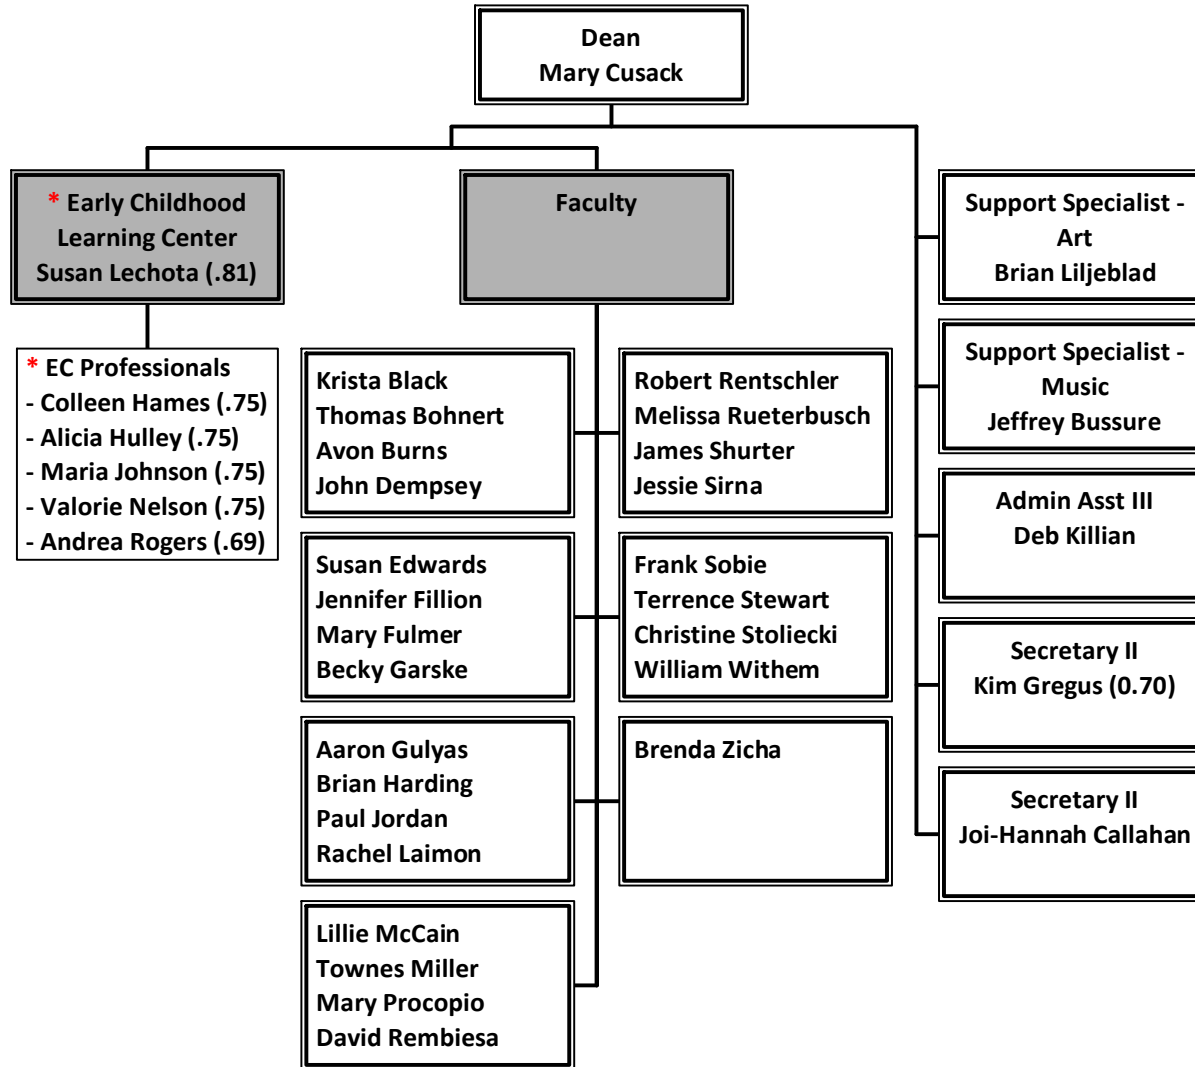 Dean
Mary Cusack
* Early Childhood
Learning Center
Susan Lechota (.81)
* EC Professionals
- Colleen Hames (.75)
- Alicia Hulley (.75)
- Maria Johnson (.75)
- Valorie Nelson (.75)
- Andrea Rogers (.69)
Faculty
Krista Black
Thomas Bohnert
Avon Burns
John Dempsey
Susan Edwards
Jennifer Fillion
Mary Fulmer
Becky Garske
Aaron Gulyas
Brian Harding
Paul Jordan
Rachel Laimon
Lillie McCain
Townes Miller
Mary Procopio
David Rembiesa
Robert Rentschler
Melissa Rueterbusch
James Shurter
Jessie Sirna
Frank Sobie
Terrence Stewart
Christine Stoliecki
William Withem
Brenda Zicha
Support Specialist -
Art
Brian Liljeblad
Support Specialist -
Music
Jeffrey Bussure
Admin Asst III
Deb Killian
Secretary II
Kim Gregus (0.70)
Secretary II
Joi-Hannah Callahan